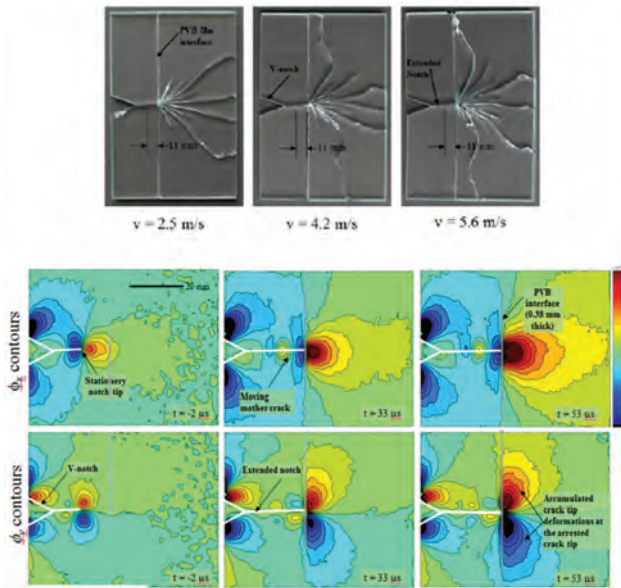 PVB film
interface
V-notch
Extended
Notch
11 mm
11 mm
11 mm
v = 2.5 m/s
v = 4.2 m/s
v = 5.6 m/s
ϕx contours
20 mm
Stationery
notch tip
t = -2 μs
Moving
mother crack
t = 33 μs
PVB
interface
(0.38 mm
thick)
t = 53 μs
ϕy contours
V-notch
t = -2 μs
Extended notch
t = 33 μs
Accumulated
crack tip
deformations at
the arrested
crack tip
t = 53 μs